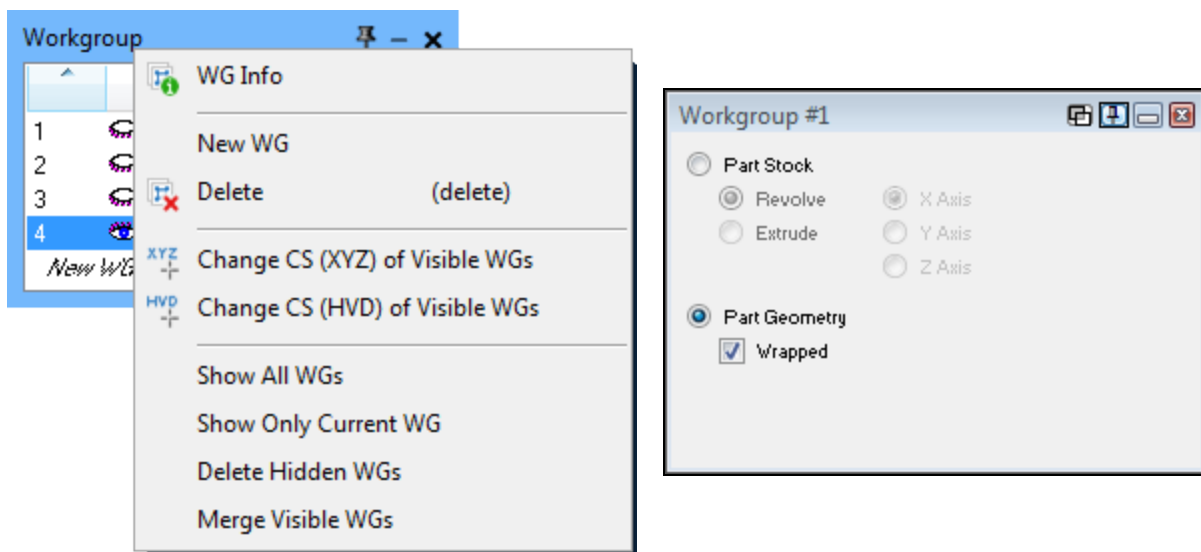 Workgroup
WG Info
New WG
Delete (delete)
Change CS (XYZ) of Visible WGs
Change CS (HVD) of Visible WGs
Show All WGs
Show Only Current WG
Delete Hidden WGs
Merge Visible WGs
1
2
3
4
New WG
XYZ
HVD
Workgroup #1
Part Stock
Revolve X Axis
Extrude Y Axis
Z Axis
Part Geometry
Wrapped